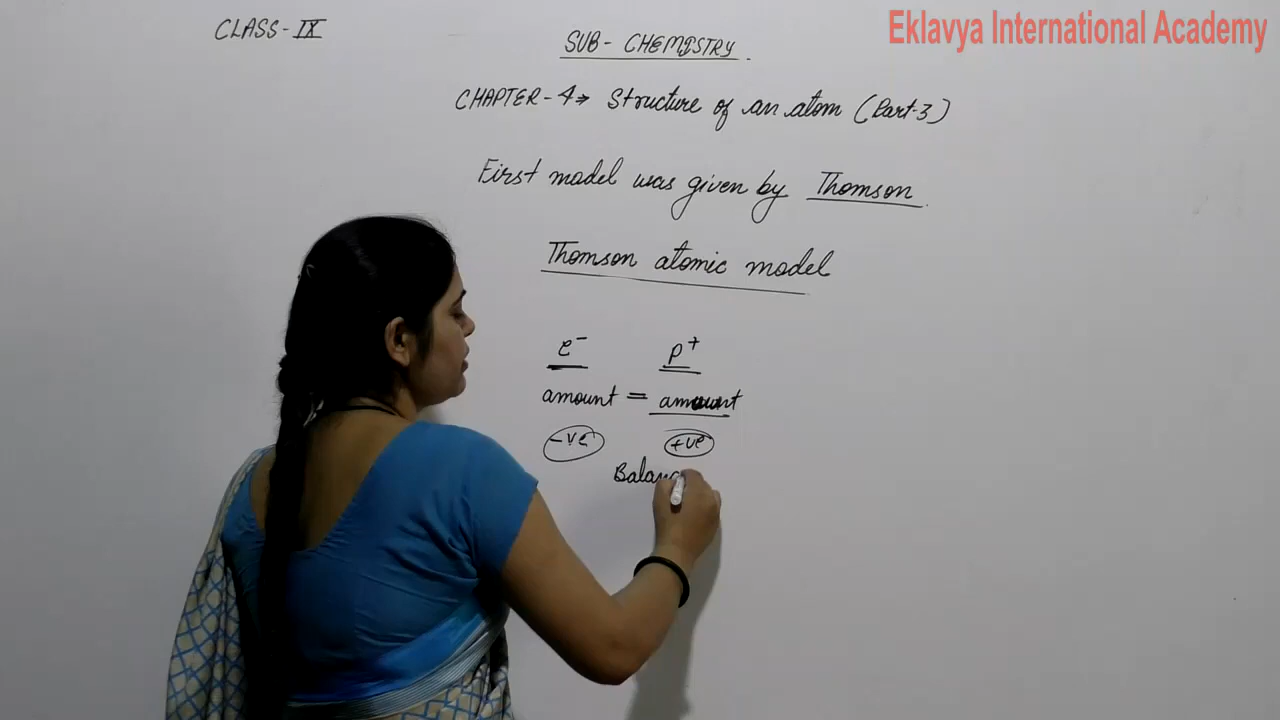 Eklavya International Academy
CLASS-IX
SUB- CHEMISTRY.
CHAPTER-4⇒ Structure of an atom (Part-3)
First model was given by Thomson.
Thomson atomic model
e⁻ p⁺
amount = amount
-ve +ve